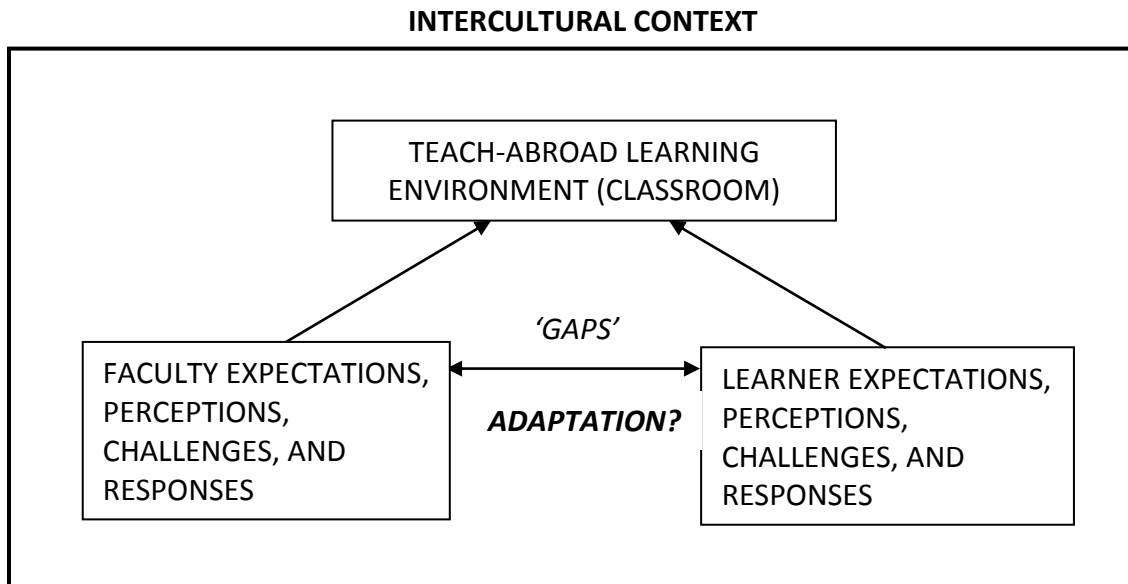 INTERCULTURAL CONTEXT
TEACH-ABROAD LEARNING
ENVIRONMENT (CLASSROOM)
‘GAPS’
FACULTY EXPECTATIONS,
PERCEPTIONS,
CHALLENGES, AND
RESPONSES
ADAPTATION?
LEARNER EXPECTATIONS,
PERCEPTIONS,
CHALLENGES, AND
RESPONSES